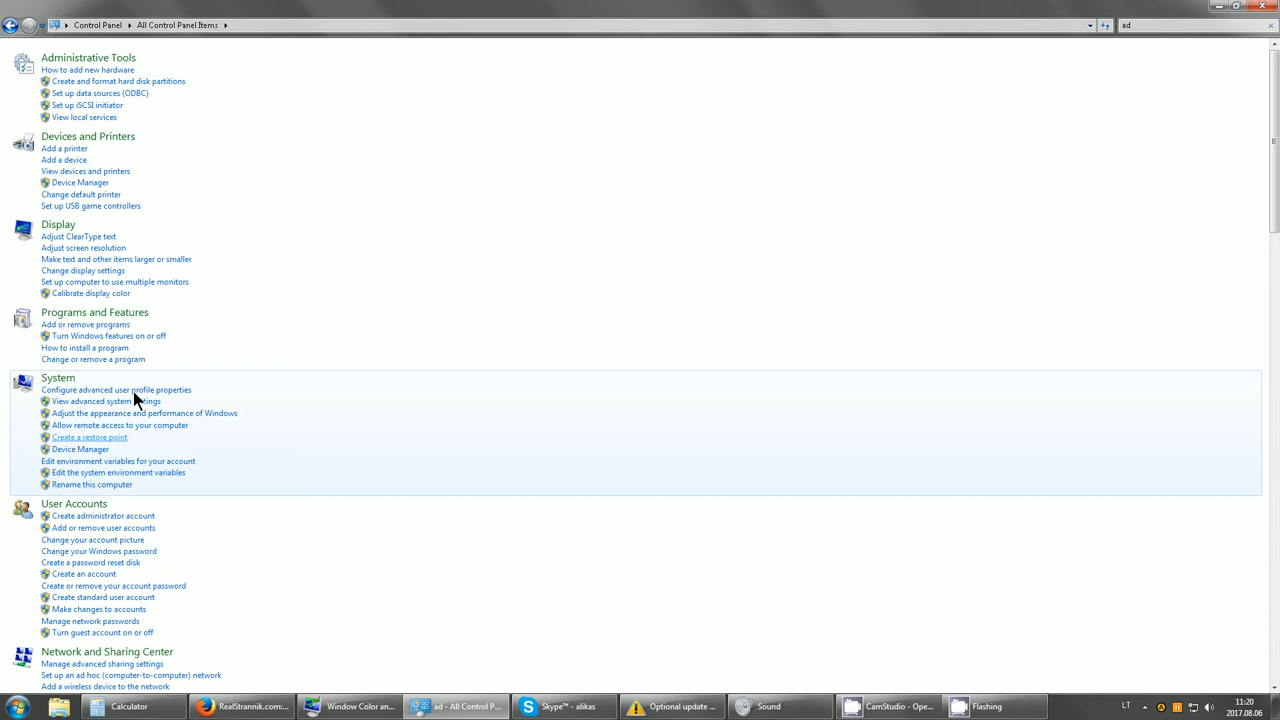 Control Panel All Control Panel Items ad
Administrative Tools
How to add new hardware
Create and format hard disk partitions
Set up data sources (ODBC)
Set up iSCSI initiator
View local services
Devices and Printers
Add a printer
Add a device
View devices and printers
Device Manager
Change default printer
Set up USB game controllers
Display
Adjust ClearType text
Adjust screen resolution
Make text and other items larger or smaller
Change display settings
Set up computer to use multiple monitors
Calibrate display color
Programs and Features
Add or remove programs
Turn Windows features on or off
How to install a program
Change or remove a program
System
Configure advanced user profile properties
View advanced system settings
Adjust the appearance and performance of Windows
Allow remote access to your computer
Create a restore point
Device Manager
Edit environment variables for your account
Edit the system environment variables
Rename this computer
User Accounts
Create administrator account
Add or remove user accounts
Change your account picture
Change your Windows password
Create a password reset disk
Create an account
Create or remove your account password
Create standard user account
Make changes to accounts
Manage network passwords
Turn guest account on or off
Network and Sharing Center
Manage advanced sharing settings
Set up an ad hoc (computer-to-computer) network
Add a wireless device to the network
Calculator RealStrannik.com:... Window Color an... ad - All Control P... Skype™ - alikas Optional update ... Sound CamStudio - Ope... Flashing LT 11:20
2017.08.06